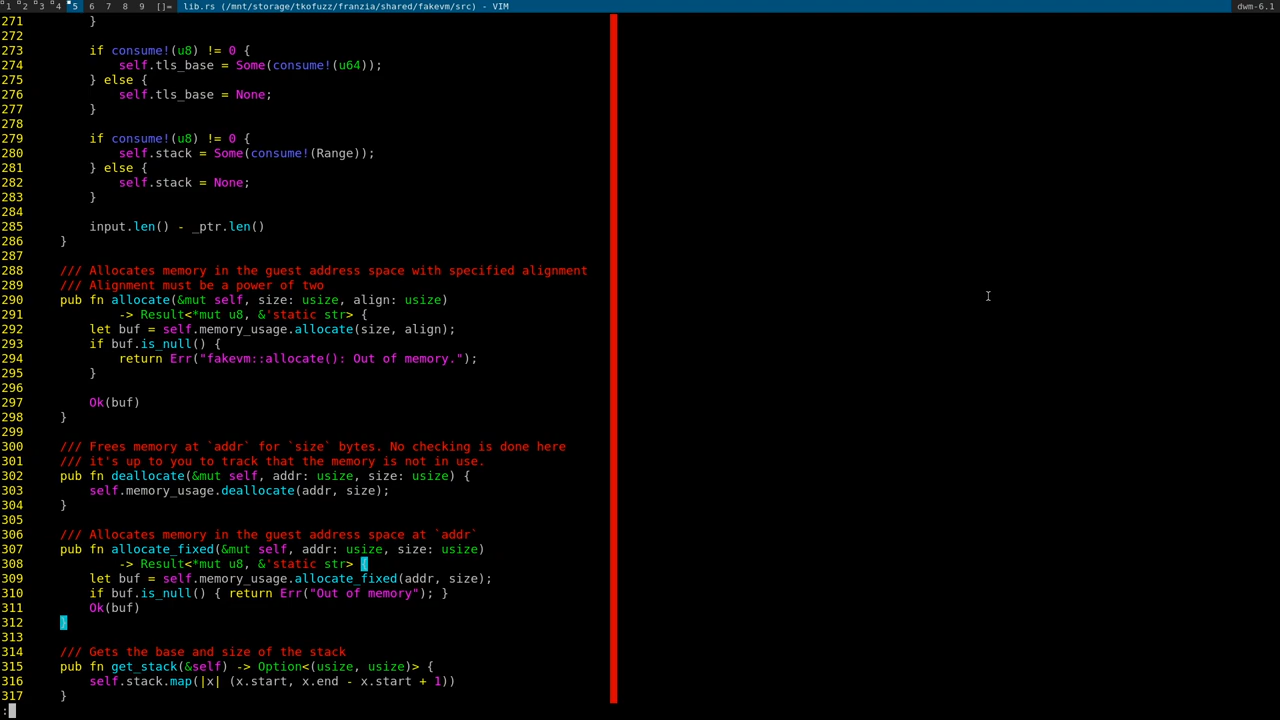 1 2 3 4 5 6 7 8 9 []= lib.rs (/mnt/storage/tkofuzz/franzia/shared/fakevm/src) - VIM dwm-6.1
271         }
272
273         if consume!(u8) != 0 {
274             self.tls_base = Some(consume!(u64));
275         } else {
276             self.tls_base = None;
277         }
278
279         if consume!(u8) != 0 {
280             self.stack = Some(consume!(Range));
281         } else {
282             self.stack = None;
283         }
284
285         input.len() - _ptr.len()
286     }
287
288     /// Allocates memory in the guest address space with specified alignment
289     /// Alignment must be a power of two
290     pub fn allocate(&mut self, size: usize, align: usize)
291             -> Result<*mut u8, &'static str> {
292         let buf = self.memory_usage.allocate(size, align);
293         if buf.is_null() {
294             return Err("fakevm::allocate(): Out of memory.");
295         }
296
297         Ok(buf)
298     }
299
300     /// Frees memory at `addr` for `size` bytes. No checking is done here
301     /// it's up to you to track that the memory is not in use.
302     pub fn deallocate(&mut self, addr: usize, size: usize) {
303         self.memory_usage.deallocate(addr, size);
304     }
305
306     /// Allocates memory in the guest address space at `addr`
307     pub fn allocate_fixed(&mut self, addr: usize, size: usize)
308             -> Result<*mut u8, &'static str> {
309         let buf = self.memory_usage.allocate_fixed(addr, size);
310         if buf.is_null() { return Err("Out of memory"); }
311         Ok(buf)
312     }
313
314     /// Gets the base and size of the stack
315     pub fn get_stack(&self) -> Option<(usize, usize)> {
316         self.stack.map(|x| (x.start, x.end - x.start + 1))
317     }
: